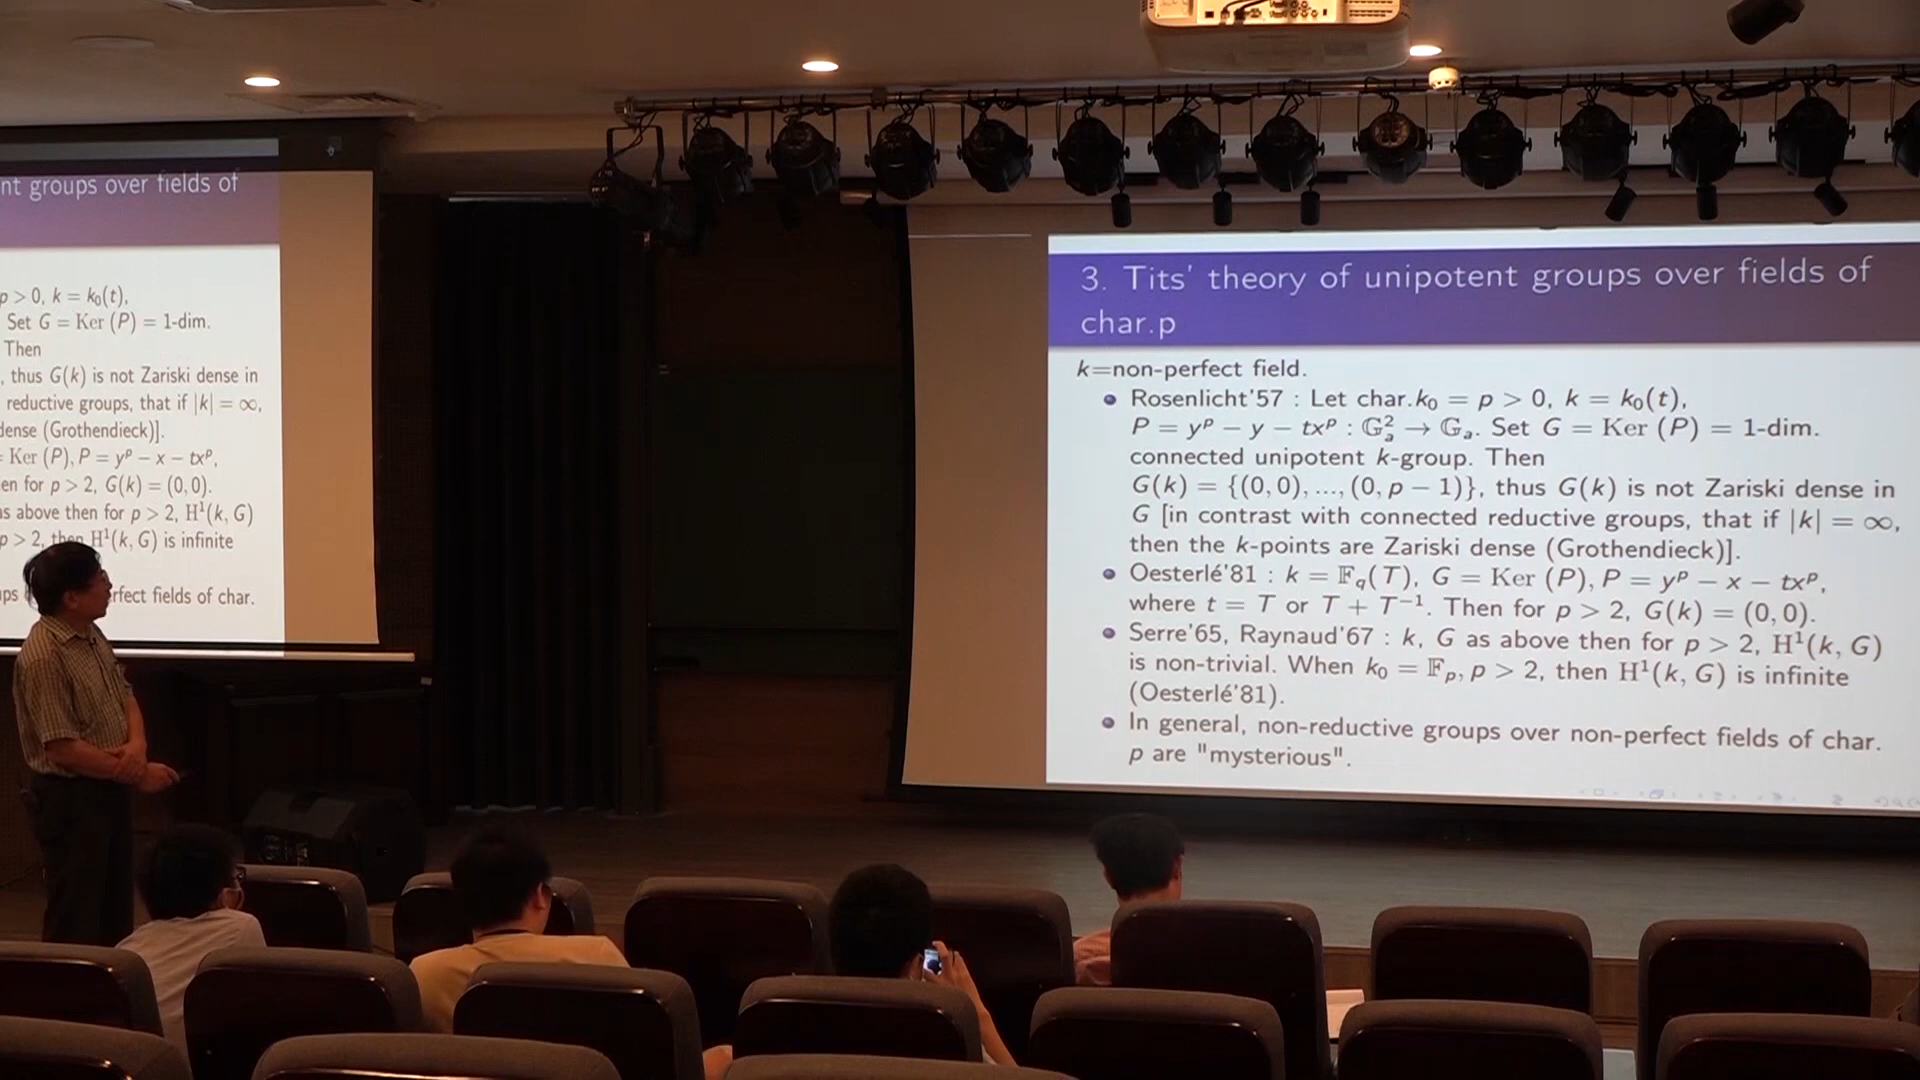 nt groups over fields of
p > 0, k = k₀(t),
Set G = Ker (P) = 1-dim.
Then
, thus G(k) is not Zariski dense in
reductive groups, that if |k| = ∞,
dense (Grothendieck)].
= Ker (P), P = yᵖ − x − txᵖ,
en for p > 2, G(k) = (0, 0).
as above then for p > 2, H¹(k, G)
p > 2, then H¹(k, G) is infinite
ups rfect fields of char.
3. Tits' theory of unipotent groups over fields of
char.p
k=non-perfect field.
Rosenlicht'57 : Let char.k₀ = p > 0, k = k₀(t),
P = yᵖ − y − txᵖ : 𝔾ₐ² → 𝔾ₐ. Set G = Ker (P) = 1-dim.
connected unipotent k-group. Then
G(k) = {(0, 0), ..., (0, p − 1)}, thus G(k) is not Zariski dense in
G [in contrast with connected reductive groups, that if |k| = ∞,
then the k-points are Zariski dense (Grothendieck)].
Oesterlé'81 : k = 𝔽_q(T), G = Ker (P), P = yᵖ − x − txᵖ,
where t = T or T + T⁻¹. Then for p > 2, G(k) = (0, 0).
Serre'65, Raynaud'67 : k, G as above then for p > 2, H¹(k, G)
is non-trivial. When k₀ = 𝔽ₚ, p > 2, then H¹(k, G) is infinite
(Oesterlé'81).
In general, non-reductive groups over non-perfect fields of char.
p are "mysterious".